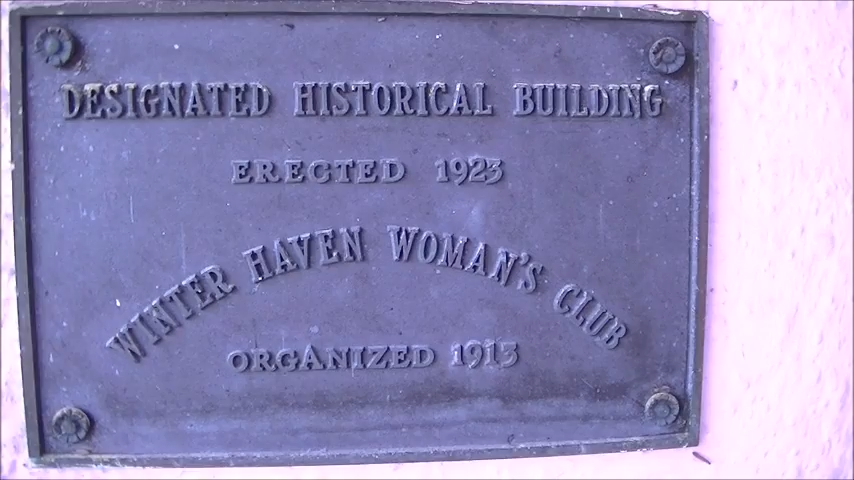 DESIGNATED HISTORICAL BUILDING
ERECTED 1923
WINTER HAVEN WOMAN'S CLUB
ORGANIZED 1913